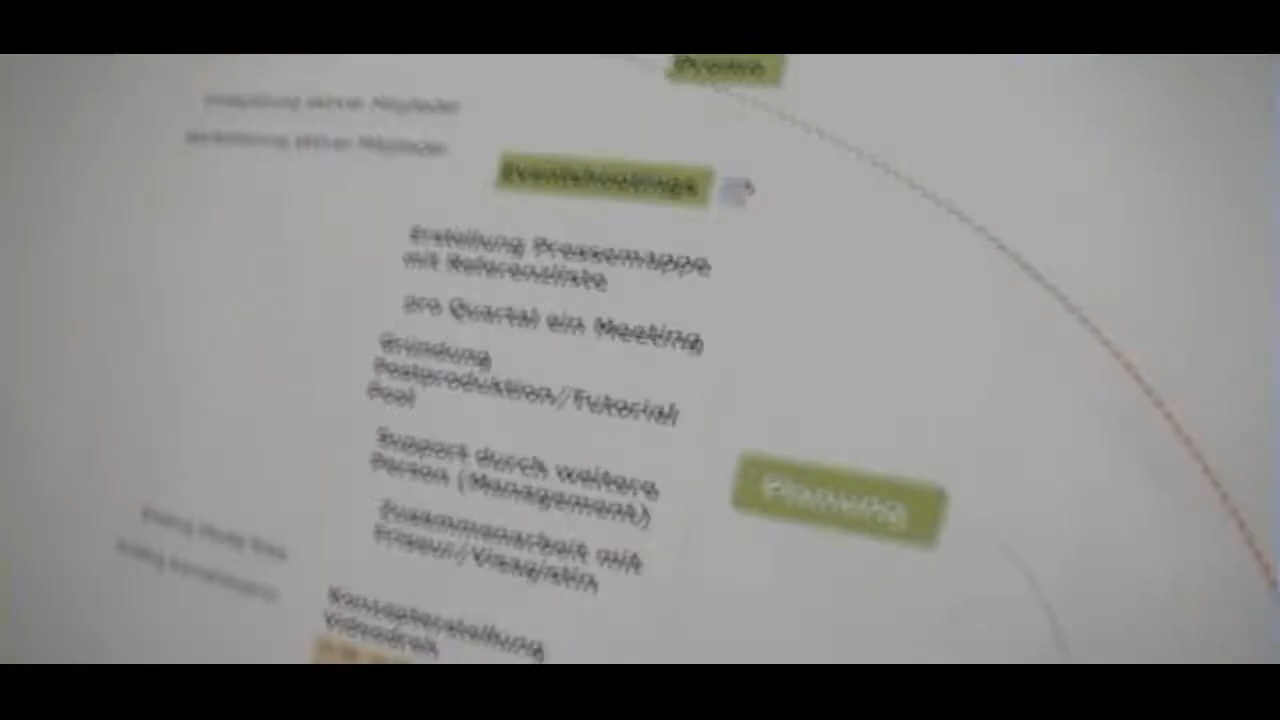 Promo
Eventshootings
Erstellung Pressemappe
mit Referenzliste
pro Quartal ein Meeting
Gründung
Postproduktion/Tutorial
Pool
Support durch weitere
Person (Management)
Planung
Zusammenarbeit mit
Friseur/Visagistin
Konzepterstellung
Videodreh